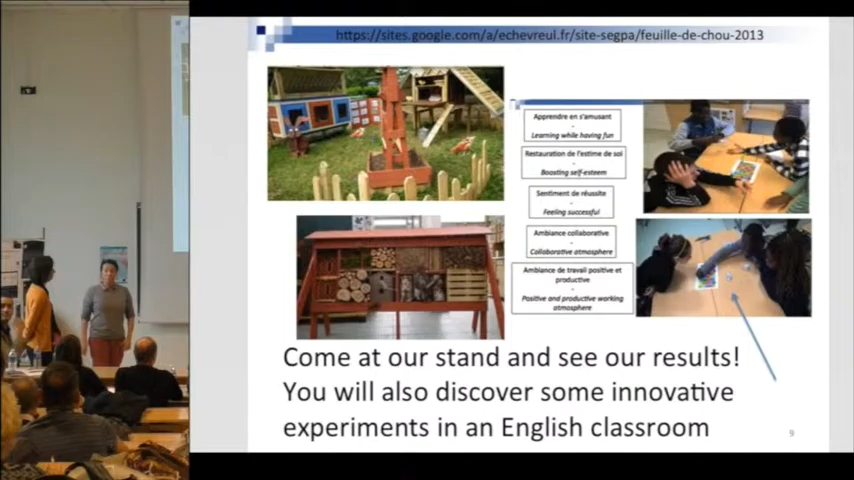 https://sites.google.com/a/echevreul.fr/site-segpa/feuille-de-chou-2013
Apprendre en s'amusant
-
Learning while having fun
Restauration de l'estime de soi
-
Boosting self-esteem
Sentiment de réussite
-
Feeling successful
Ambiance collaborative
-
Collaborative atmosphere
Ambiance de travail positive et
productive
-
Positive and productive working
atmosphere
Come at our stand and see our results!
You will also discover some innovative
experiments in an English classroom
9